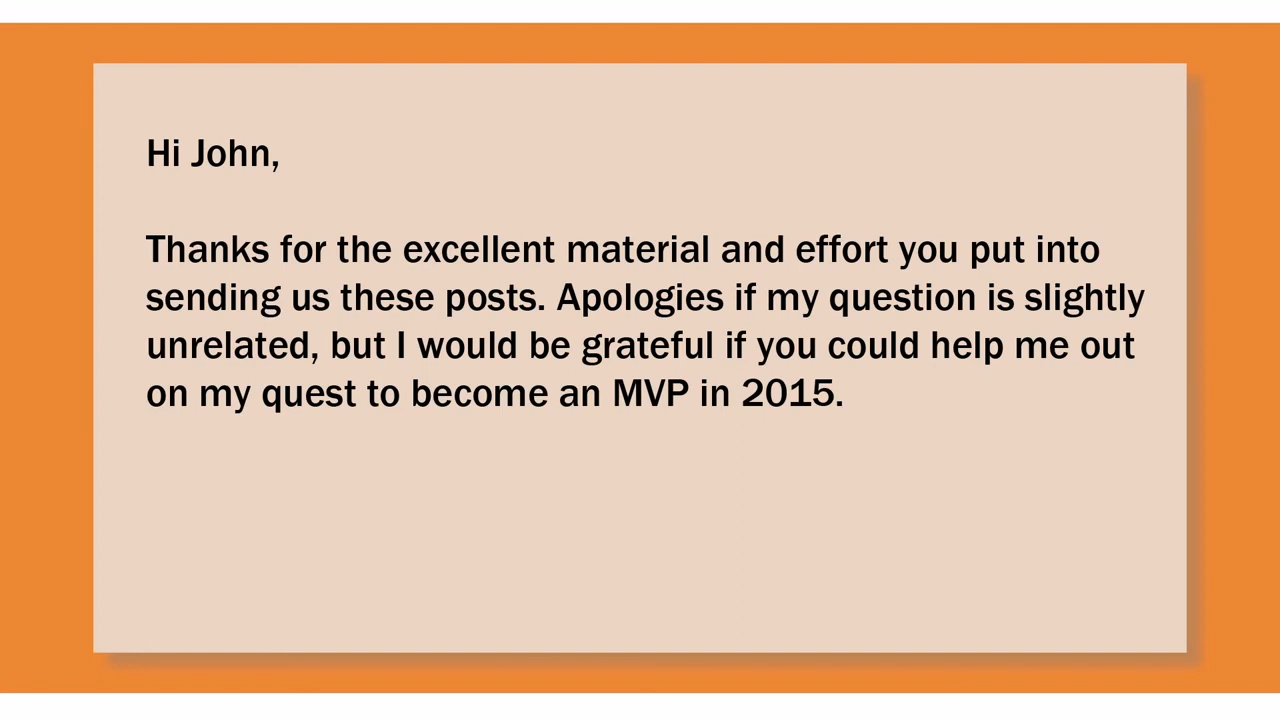 Hi John,
Thanks for the excellent material and effort you put into
sending us these posts. Apologies if my question is slightly
unrelated, but I would be grateful if you could help me out
on my quest to become an MVP in 2015.